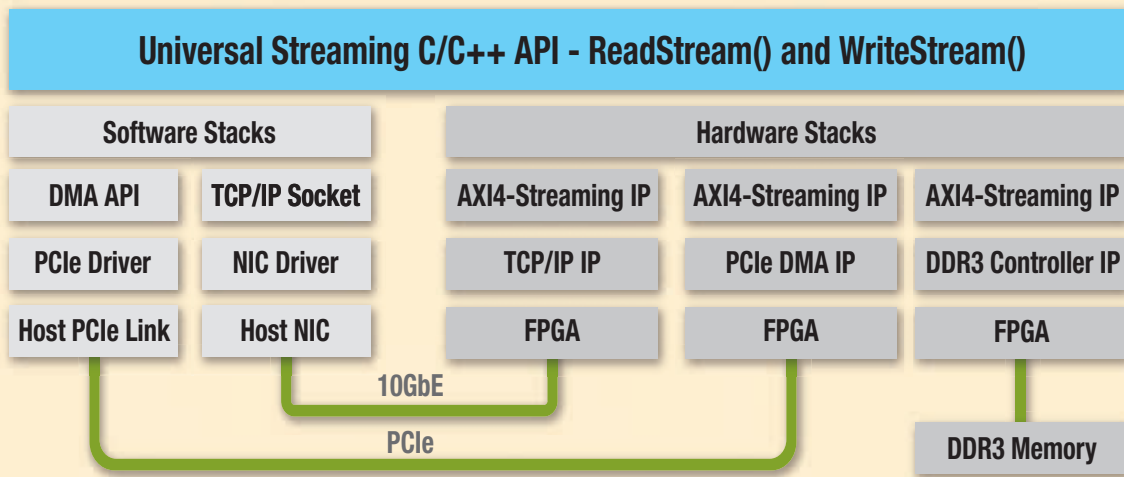 Universal Streaming C/C++ API - ReadStream() and WriteStream()
Software Stacks
Hardware Stacks
DMA API
TCP/IP Socket
AXI4-Streaming IP
AXI4-Streaming IP
AXI4-Streaming IP
PCIe Driver
NIC Driver
TCP/IP IP
PCIe DMA IP
DDR3 Controller IP
Host PCIe Link
Host NIC
FPGA
FPGA
FPGA
10GbE
PCIe
DDR3 Memory